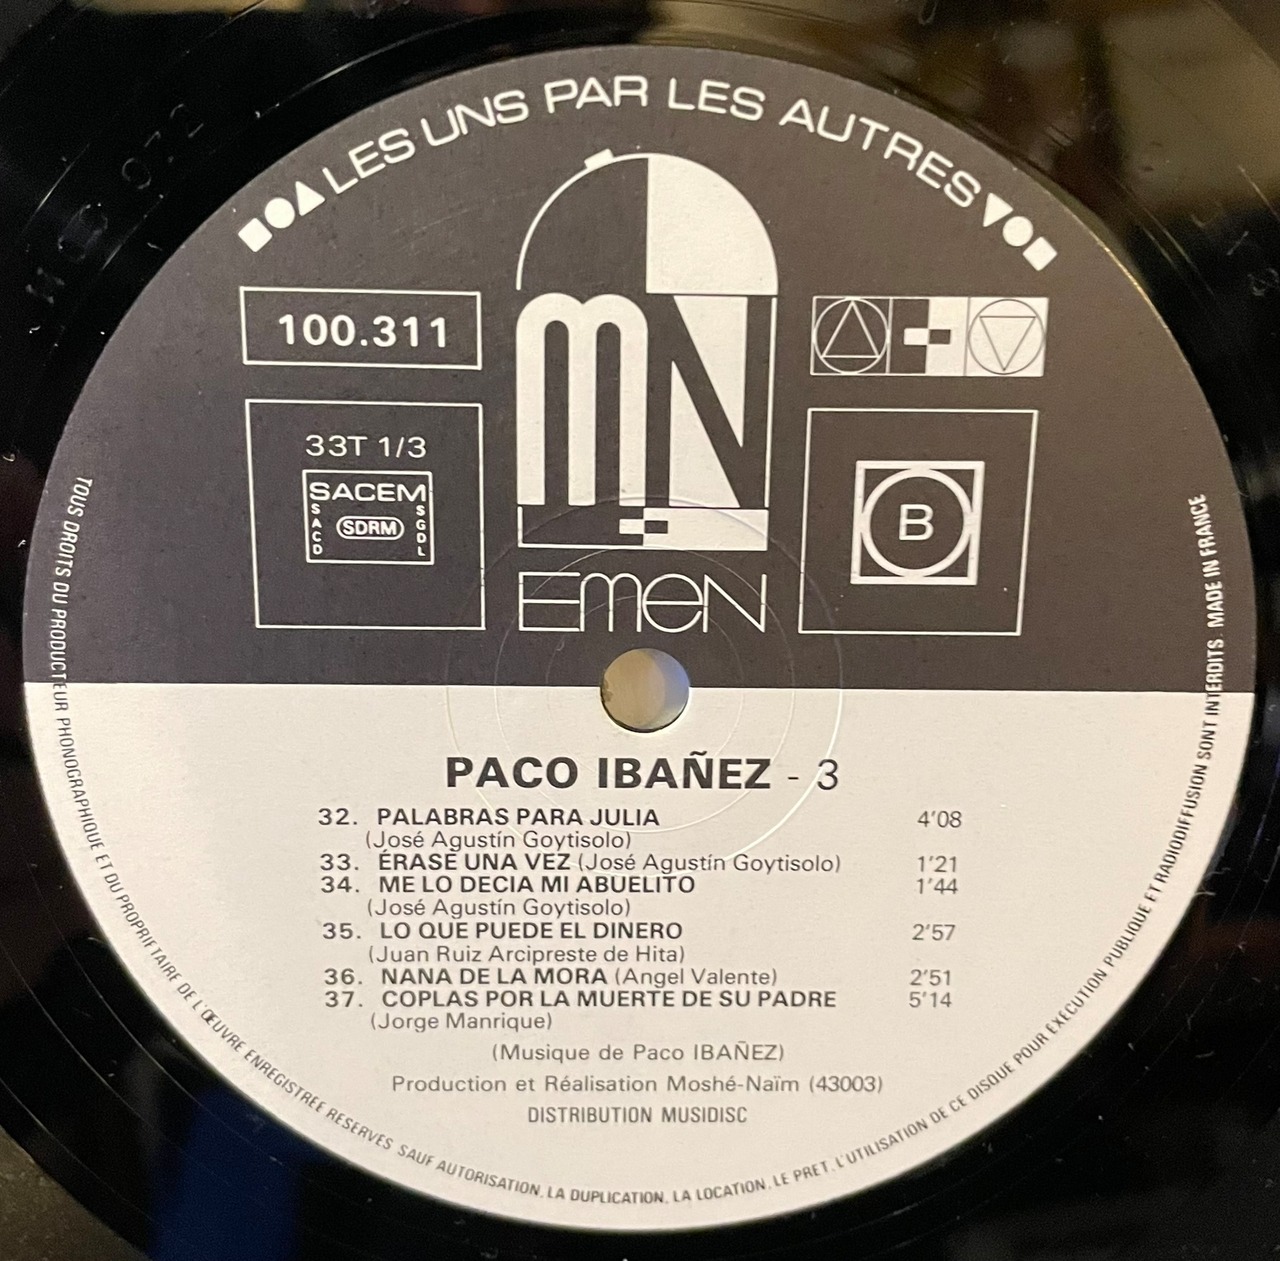 LES UNS PAR LES AUTRES
100.311
33T 1/3
SACEM
SACD
SDRM
SGDL
MN
B
EMEN
PACO IBAÑEZ - 3
32. PALABRAS PARA JULIA 4'08
(José Agustín Goytisolo)
33. ÉRASE UNA VEZ (José Agustín Goytisolo) 1'21
34. ME LO DECIA MI ABUELITO 1'44
(José Agustín Goytisolo)
35. LO QUE PUEDE EL DINERO 2'57
(Juan Ruiz Arcipreste de Hita)
36. NANA DE LA MORA (Angel Valente) 2'51
37. COPLAS POR LA MUERTE DE SU PADRE 5'14
(Jorge Manrique)
(Musique de Paco IBAÑEZ)
Production et Réalisation Moshé-Naïm (43003)
DISTRIBUTION MUSIDISC
TOUS DROITS DU PRODUCTEUR PHONOGRAPHIQUE ET DU PROPRIETAIRE DE L'ŒUVRE ENREGISTREE RESERVES SAUF AUTORISATION. LA DUPLICATION. LA LOCATION. LE PRET. L'UTILISATION DE CE DISQUE POUR EXECUTION PUBLIQUE ET RADIODIFFUSION SONT INTERDITS. MADE IN FRANCE